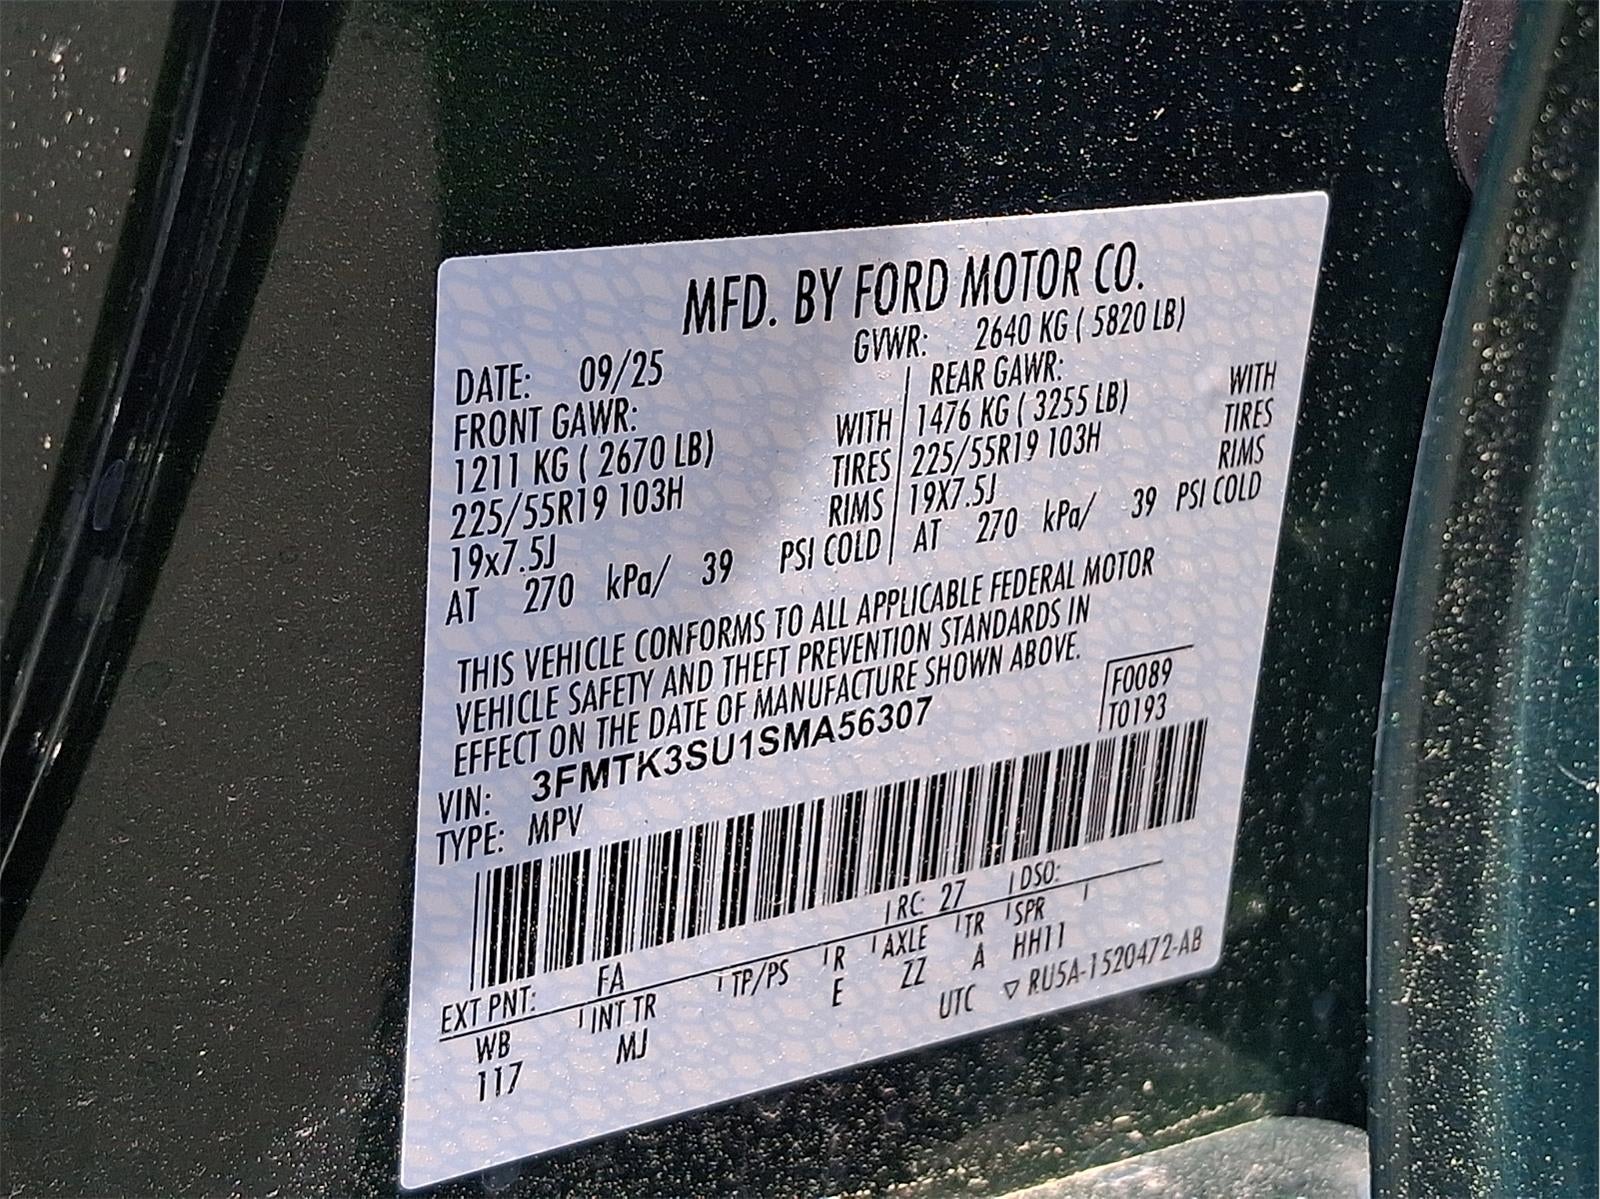 MFD. BY FORD MOTOR CO.
DATE: 09/25 GVWR: 2640 KG ( 5820 LB)
FRONT GAWR: REAR GAWR:
1211 KG ( 2670 LB) WITH 1476 KG ( 3255 LB) WITH
225/55R19 103H TIRES 225/55R19 103H TIRES
19x7.5J RIMS 19X7.5J RIMS
AT 270 kPa/ 39 PSI COLD AT 270 kPa/ 39 PSI COLD
THIS VEHICLE CONFORMS TO ALL APPLICABLE FEDERAL MOTOR
VEHICLE SAFETY AND THEFT PREVENTION STANDARDS IN
EFFECT ON THE DATE OF MANUFACTURE SHOWN ABOVE.
VIN: 3FMTK3SU1SMA56307 F0089
TYPE: MPV T0193
EXT PNT: FA RC: 27 DSO:
WB INT TR TP/PS R AXLE TR SPR
117 MJ E ZZ A HH11
UTC ▽ RU5A-1520472-AB